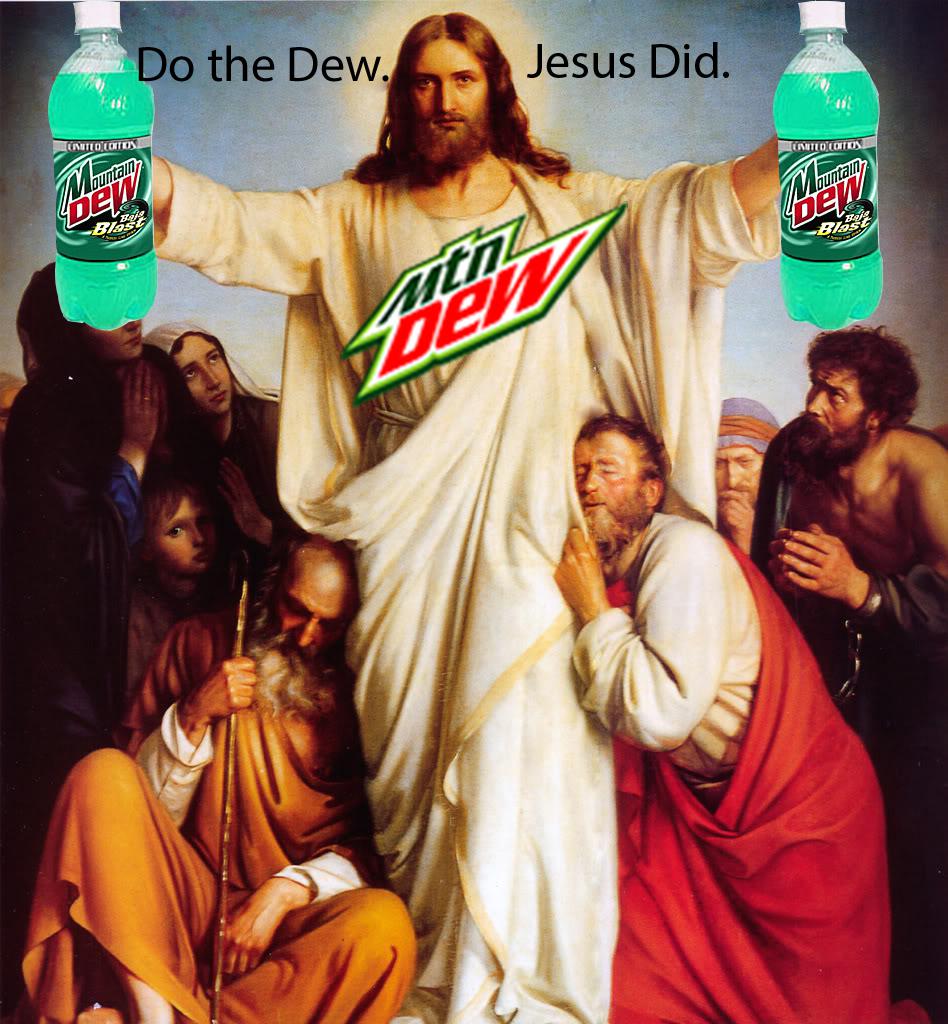 Do the Dew. Jesus Did.
LIMITED EDITION
Mountain
DEW
Baja
Blast
LIMITED EDITION
Mountain
DEW
Baja
Blast
Mtn
DEW